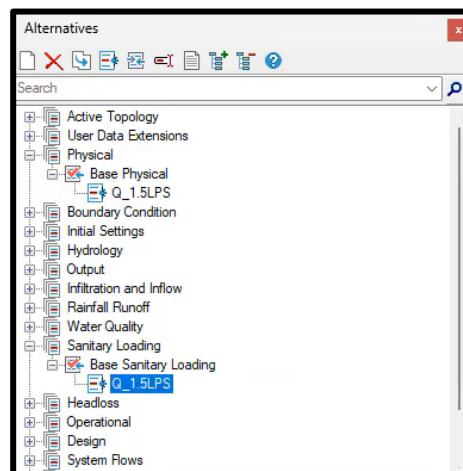 Alternatives
x
Search
Active Topology
User Data Extensions
Physical
Base Physical
Q_1.5LPS
Boundary Condition
Initial Settings
Hydrology
Output
Infiltration and Inflow
Rainfall Runoff
Water Quality
Sanitary Loading
Base Sanitary Loading
Q_1.5LPS
Headloss
Operational
Design
System Flows